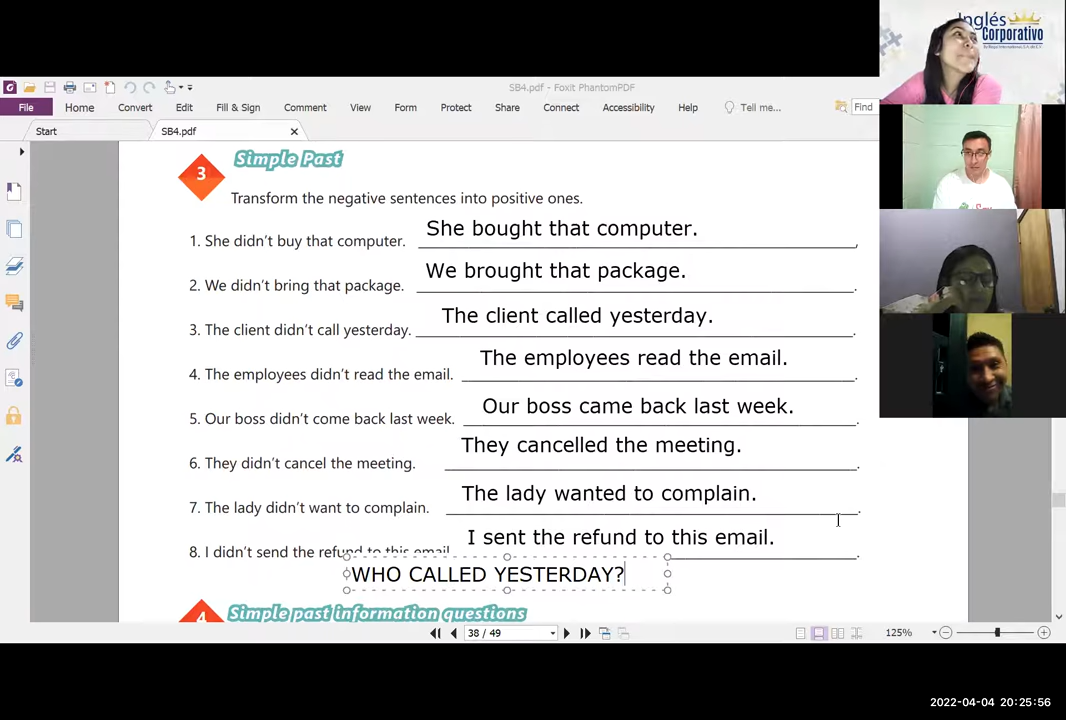 Inglés
Corporativo
SB4.pdf - Foxit PhantomPDF
File Home Convert Edit Fill & Sign Comment View Form Protect Share Connect Accessibility Help Tell me... Find
Start SB4.pdf
3 Simple Past
Transform the negative sentences into positive ones.
1. She didn't buy that computer. She bought that computer.
2. We didn't bring that package. We brought that package.
3. The client didn't call yesterday. The client called yesterday.
4. The employees didn't read the email. The employees read the email.
5. Our boss didn't come back last week. Our boss came back last week.
6. They didn't cancel the meeting. They cancelled the meeting.
7. The lady didn't want to complain. The lady wanted to complain.
8. I didn't send the refund to this email. I sent the refund to this email.
WHO CALLED YESTERDAY?
4 Simple past information questions
38 / 49 125%
2022-04-04 20:25:56